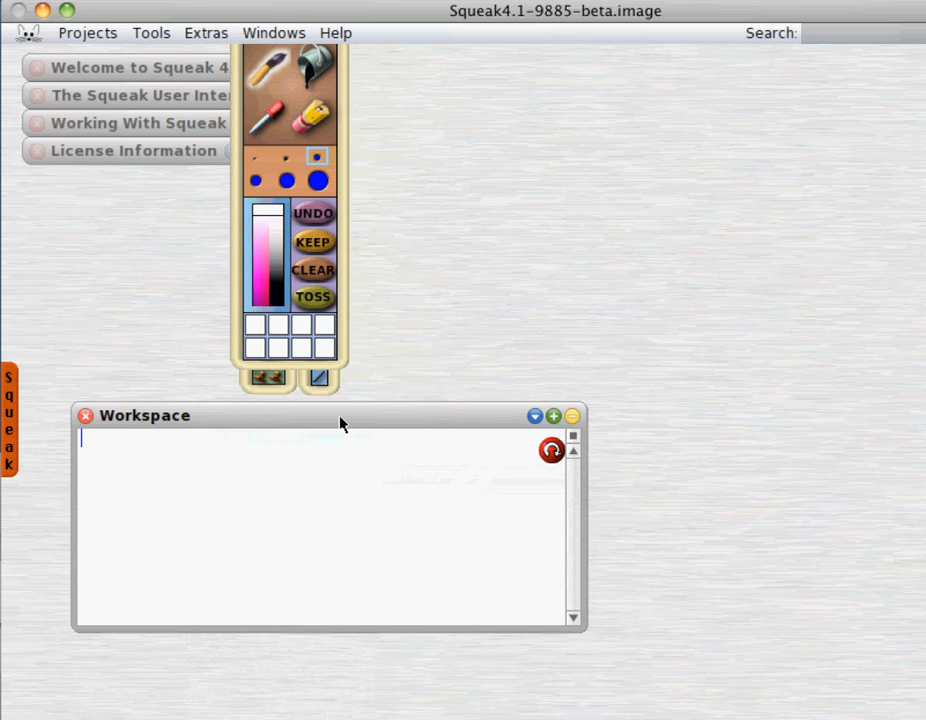 Squeak4.1-9885-beta.image
Projects Tools Extras Windows Help Search:
Welcome to Squeak 4
The Squeak User Inter
Working With Squeak
License Information
UNDO
KEEP
CLEAR
TOSS
Squeak
Workspace